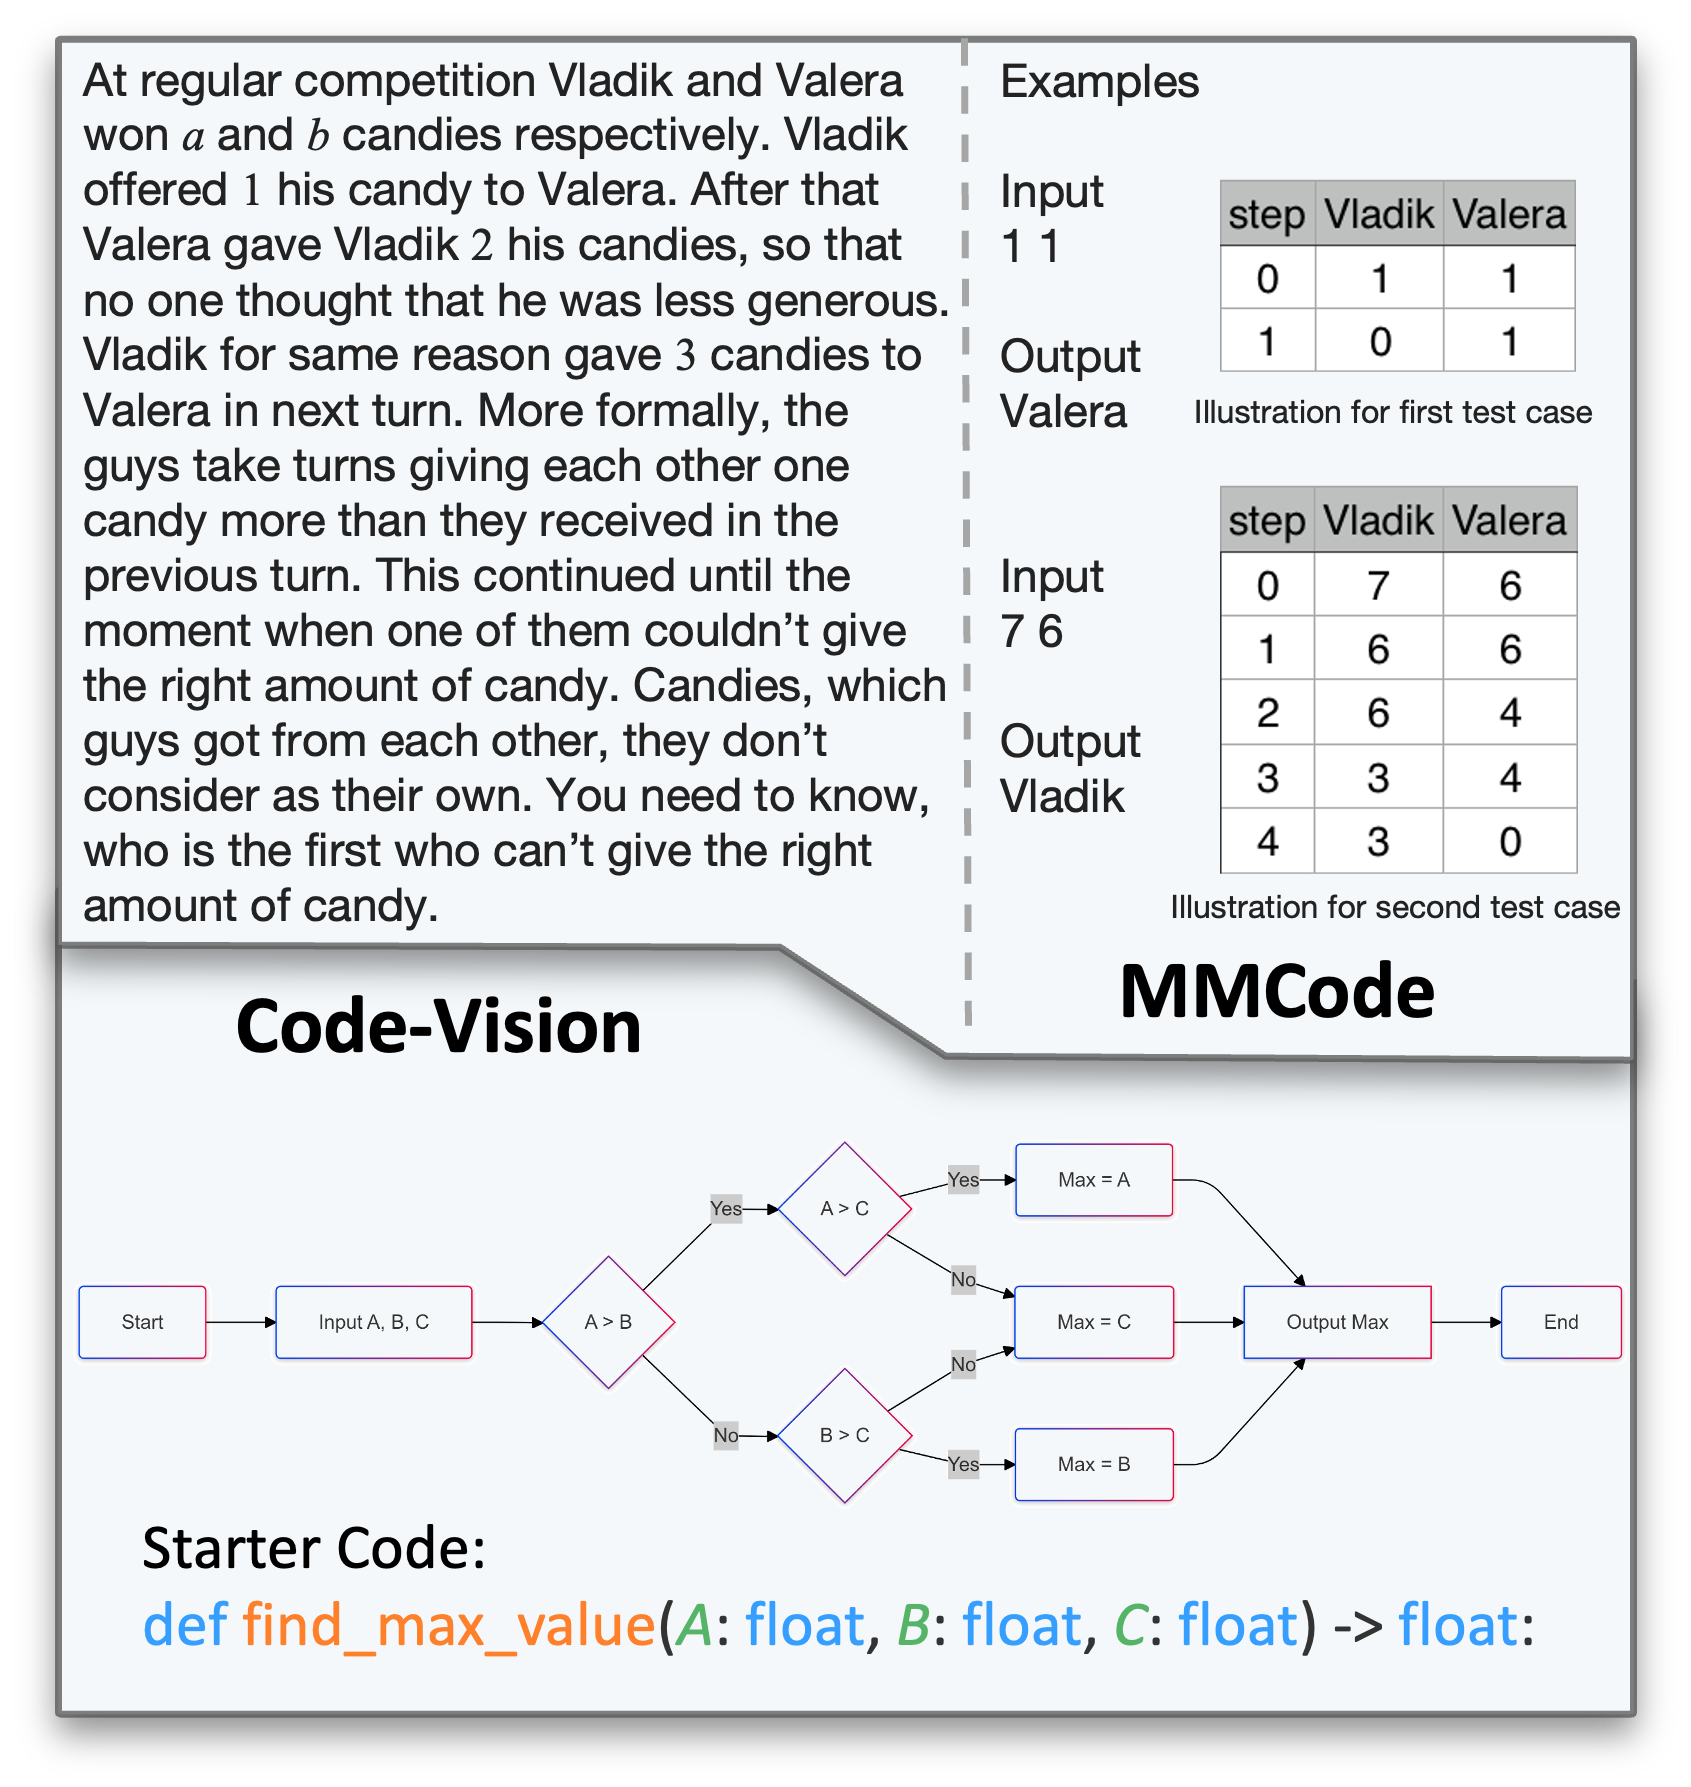 At regular competition Vladik and Valera
won a and b candies respectively. Vladik
offered 1 his candy to Valera. After that
Valera gave Vladik 2 his candies, so that
no one thought that he was less generous.
Vladik for same reason gave 3 candies to
Valera in next turn. More formally, the
guys take turns giving each other one
candy more than they received in the
previous turn. This continued until the
moment when one of them couldn’t give
the right amount of candy. Candies, which
guys got from each other, they don’t
consider as their own. You need to know,
who is the first who can’t give the right
amount of candy.
Examples
Input
1 1
Output
Valera
step Vladik Valera
0 1 1
1 0 1
Illustration for first test case
Input
7 6
Output
Vladik
step Vladik Valera
0 7 6
1 6 6
2 6 4
3 3 4
4 3 0
Illustration for second test case
MMCode
Code-Vision
Start
Input A, B, C
A > B
Yes
No
A > C
B > C
Yes
No
No
Yes
Max = A
Max = C
Max = B
Output Max
End
Starter Code:
def find_max_value(A: float, B: float, C: float) -> float: